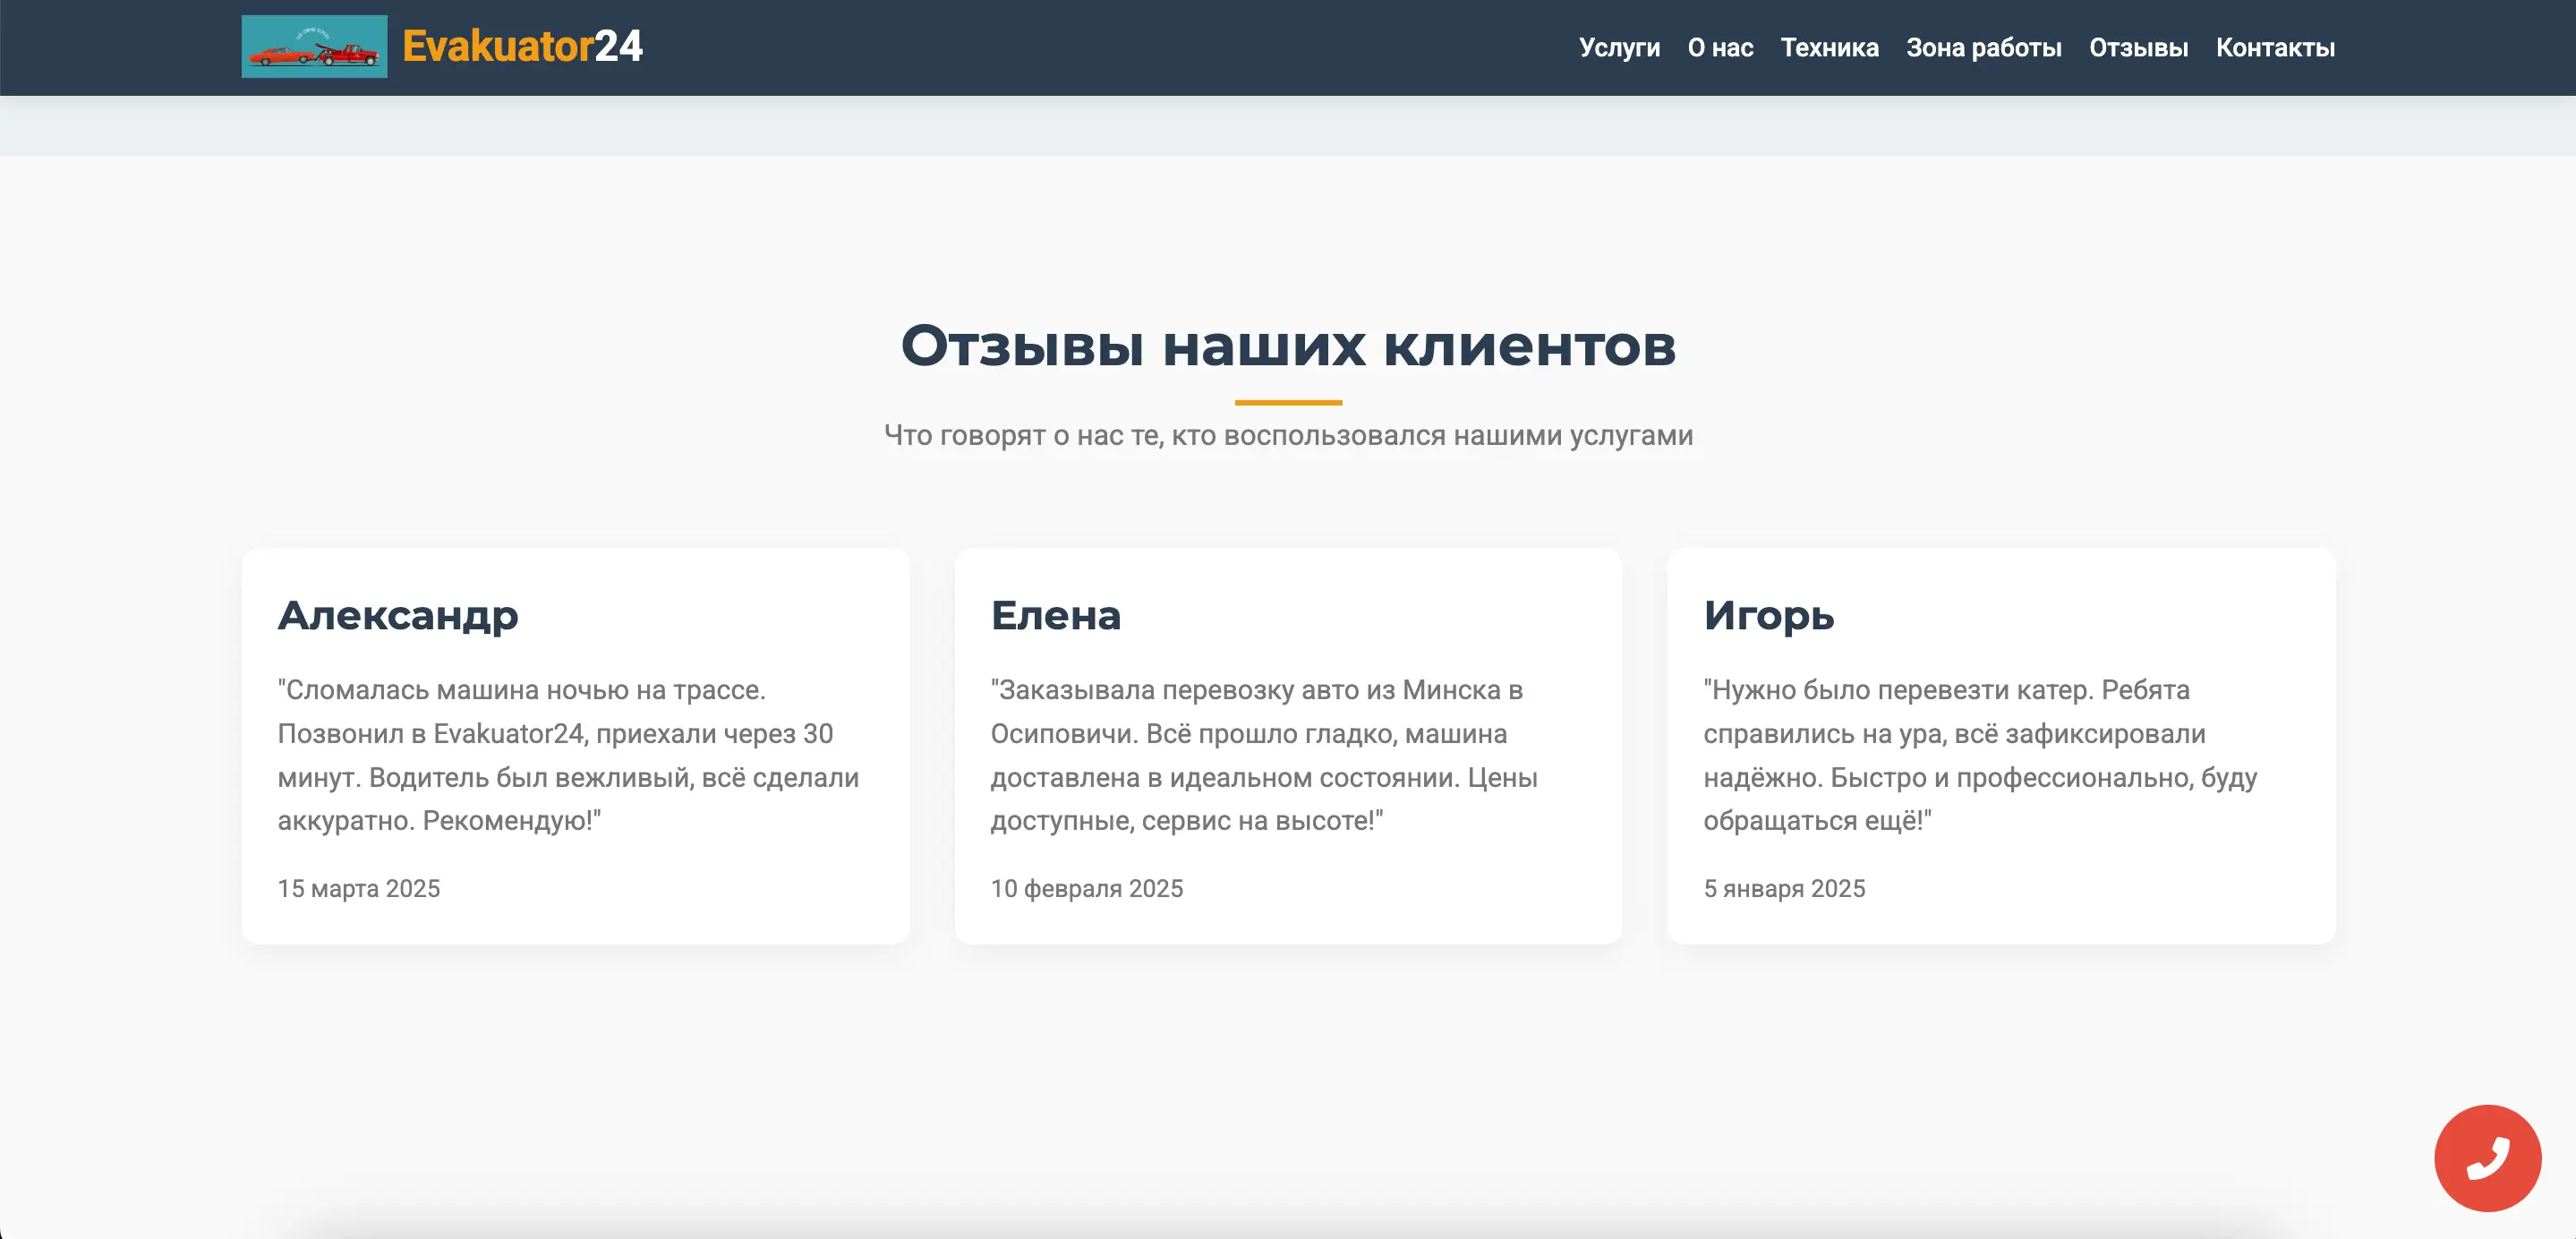 Evakuator24
Услуги О нас Техника Зона работы Отзывы Контакты
Отзывы наших клиентов
Что говорят о нас те, кто воспользовался нашими услугами
Александр
"Сломалась машина ночью на трассе.
Позвонил в Evakuator24, приехали через 30
минут. Водитель был вежливый, всё сделали
аккуратно. Рекомендую!"
15 марта 2025
Елена
"Заказывала перевозку авто из Минска в
Осиповичи. Всё прошло гладко, машина
доставлена в идеальном состоянии. Цены
доступные, сервис на высоте!"
10 февраля 2025
Игорь
"Нужно было перевезти катер. Ребята
справились на ура, всё зафиксировали
надёжно. Быстро и профессионально, буду
обращаться ещё!"
5 января 2025